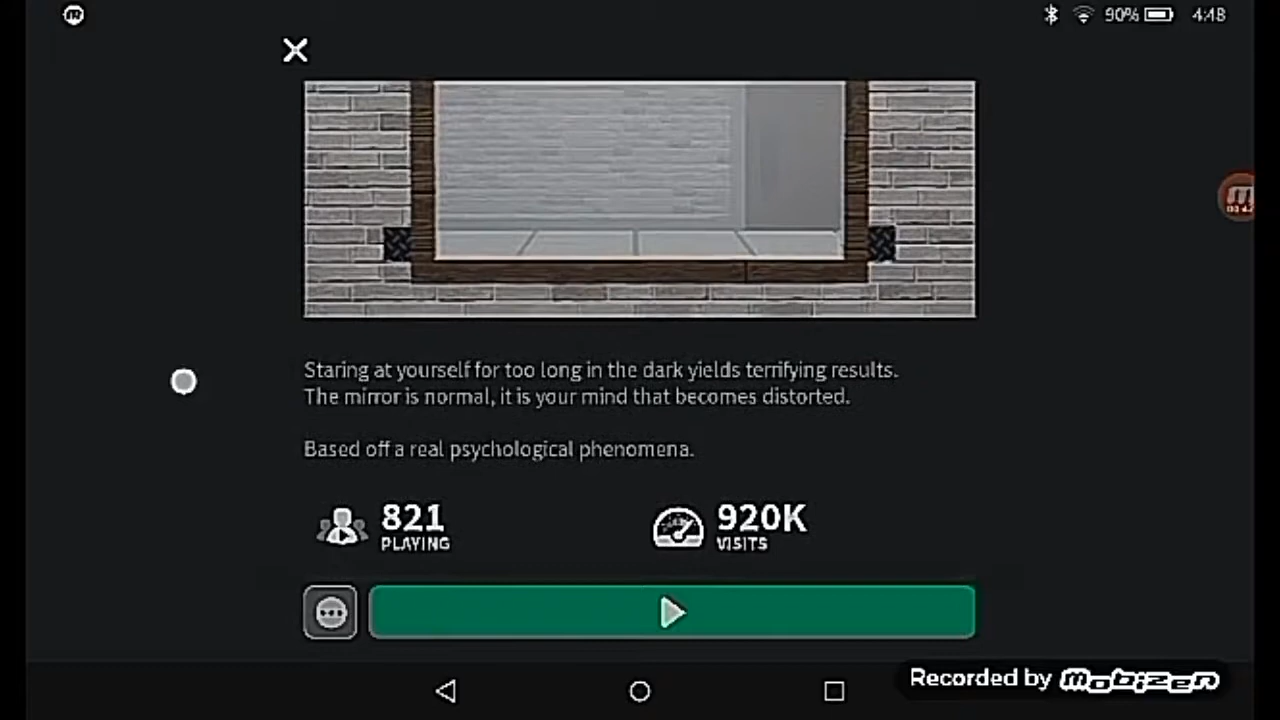 90% 4:48
Staring at yourself for too long in the dark yields terrifying results.
The mirror is normal, it is your mind that becomes distorted.
Based off a real psychological phenomena.
821
PLAYING
920K
VISITS
Recorded by mobizen